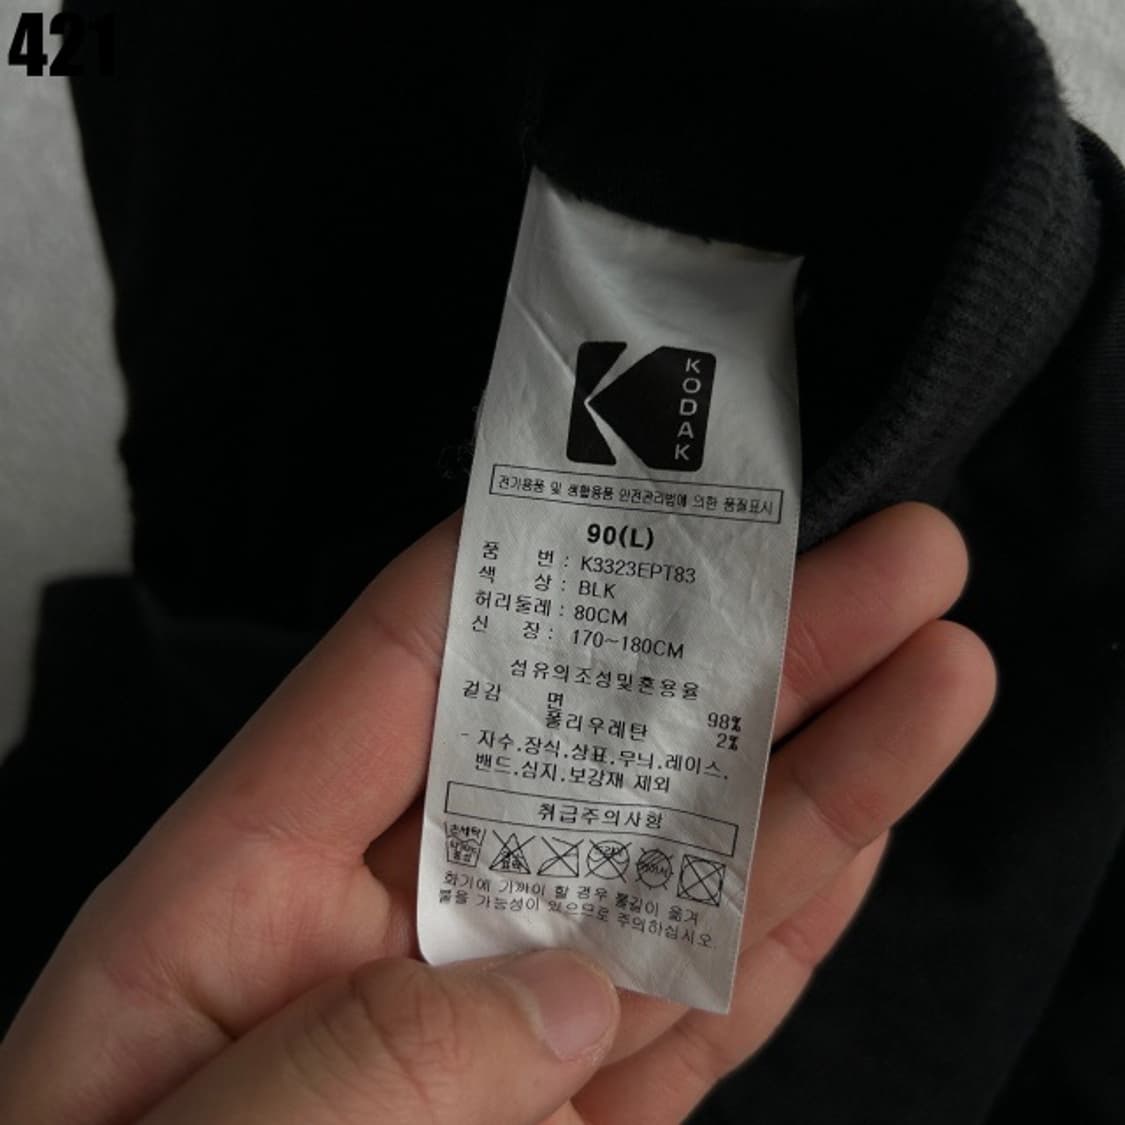 421
KODAK
전기용품 및 생활용품 안전관리법에 의한 품질표시
90(L)
품 번 : K3323EPT83
색 상 : BLK
허리둘레 : 80CM
신 장 : 170~180CM
섬유의조성및혼용율
겉감 면 98%
폴리우레탄 2%
- 자수.장식.상표.무늬.레이스.
밴드.심지.보강재 제외
취급주의사항
손세탁
화기에 가까이 할 경우 불길이 옮겨
붙을 가능성이 있으므로 주의하십시오.